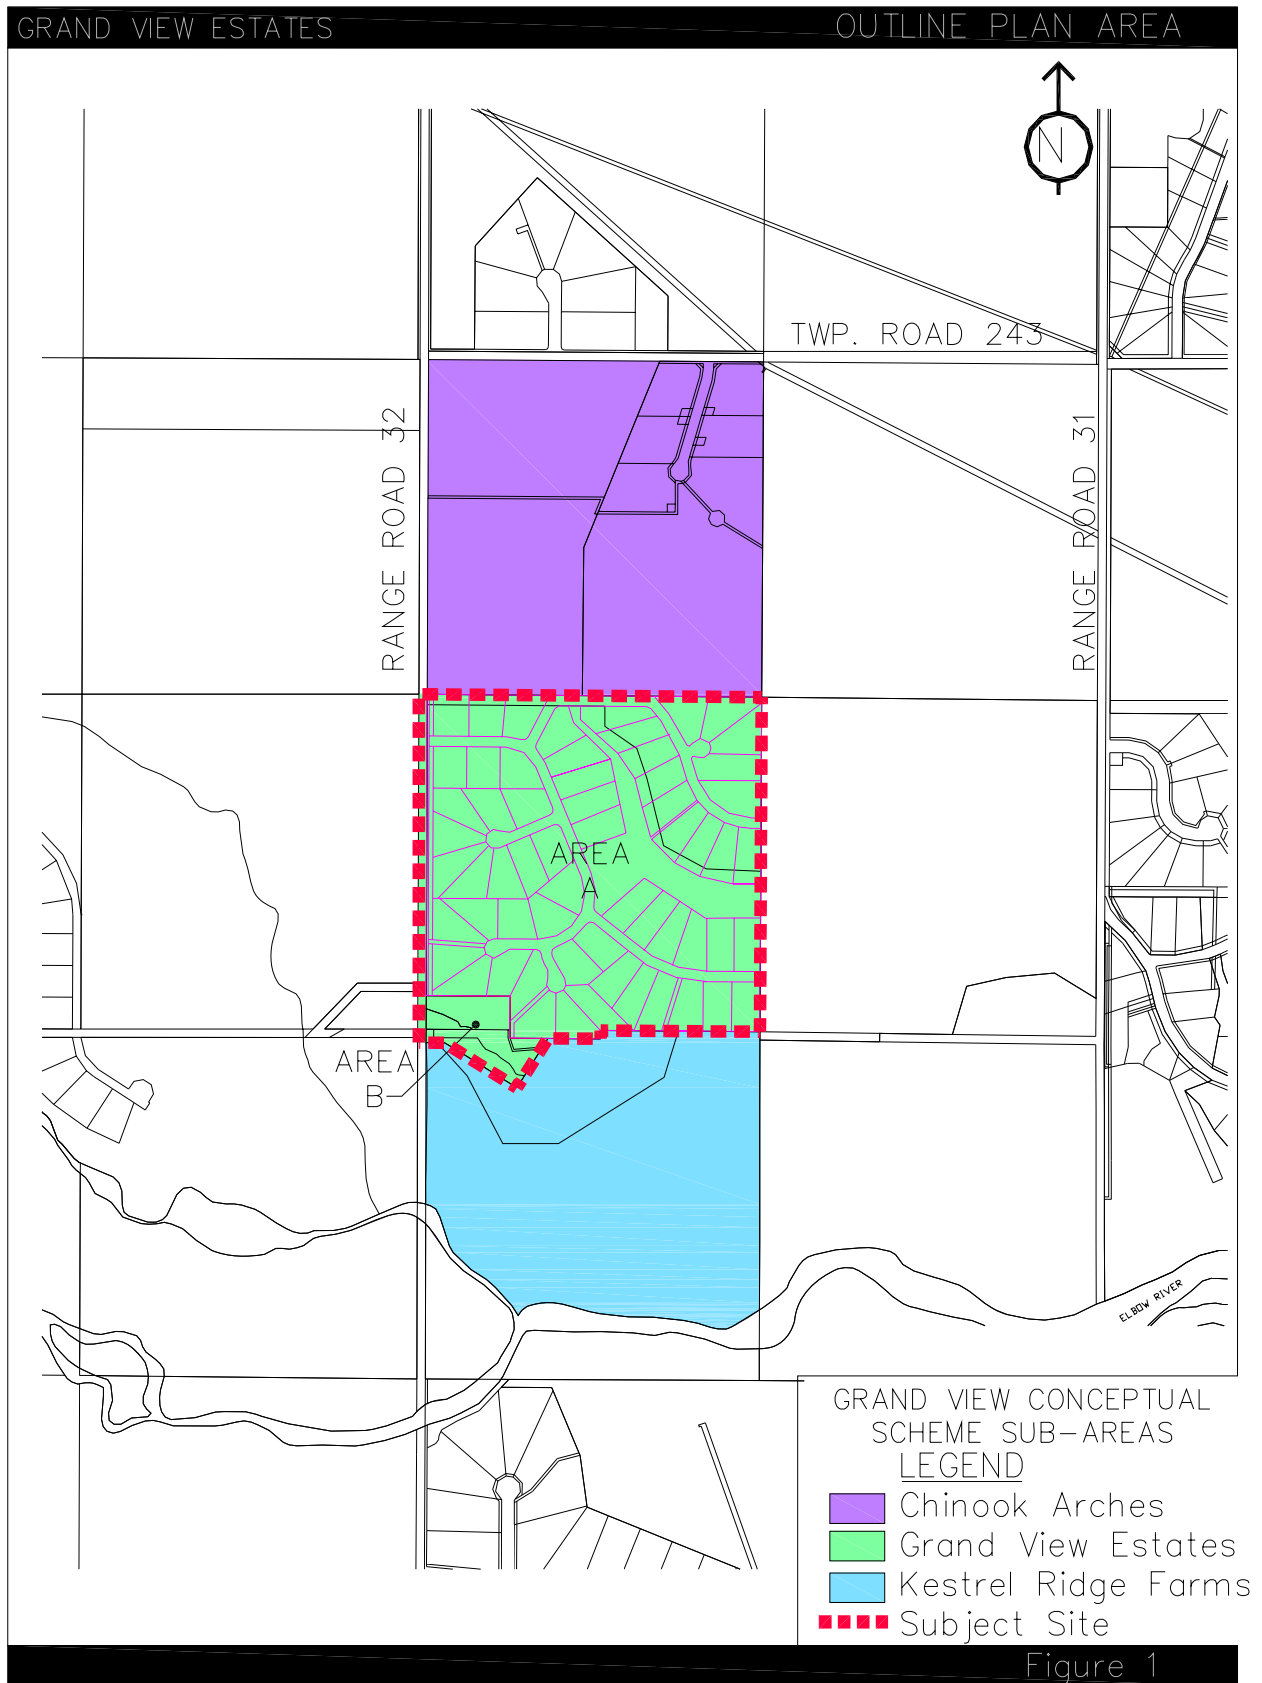 GRAND VIEW ESTATES
OUTLINE PLAN AREA
N
TWP. ROAD 243
RANGE ROAD 32
RANGE ROAD 31
AREA
A
AREA
B
ELBOW RIVER
GRAND VIEW CONCEPTUAL
SCHEME SUB-AREAS
LEGEND
Chinook Arches
Grand View Estates
Kestrel Ridge Farms
Subject Site
Figure 1